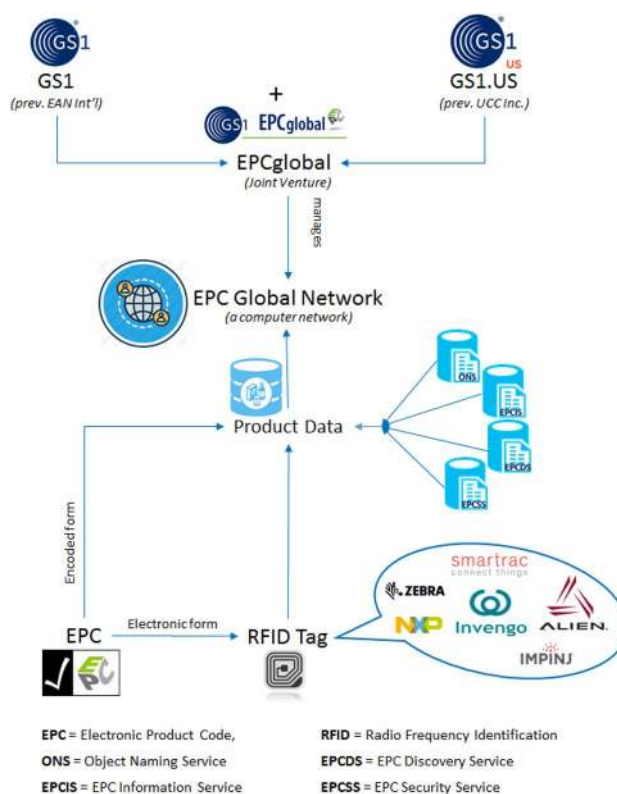 GS1
GS1
US
GS1
(prev. EAN Int'l)
GS1.US
(prev. UCC Inc.)
+
GS1 EPCglobal
EPCglobal
(Joint Venture)
manages
EPC Global Network
(a computer network)
ONS
EPCIS
Product Data
EPCDS
EPCSS
Encoded form
smartrac
connect things
ZEBRA
NXP
Invengo
ALIEN
IMPINJ
EPC
Electronic form
RFID Tag
EPC
EPC = Electronic Product Code,
RFID = Radio Frequency Identification
ONS = Object Naming Service
EPCDS = EPC Discovery Service
EPCIS = EPC Information Service
EPCSS = EPC Security Service